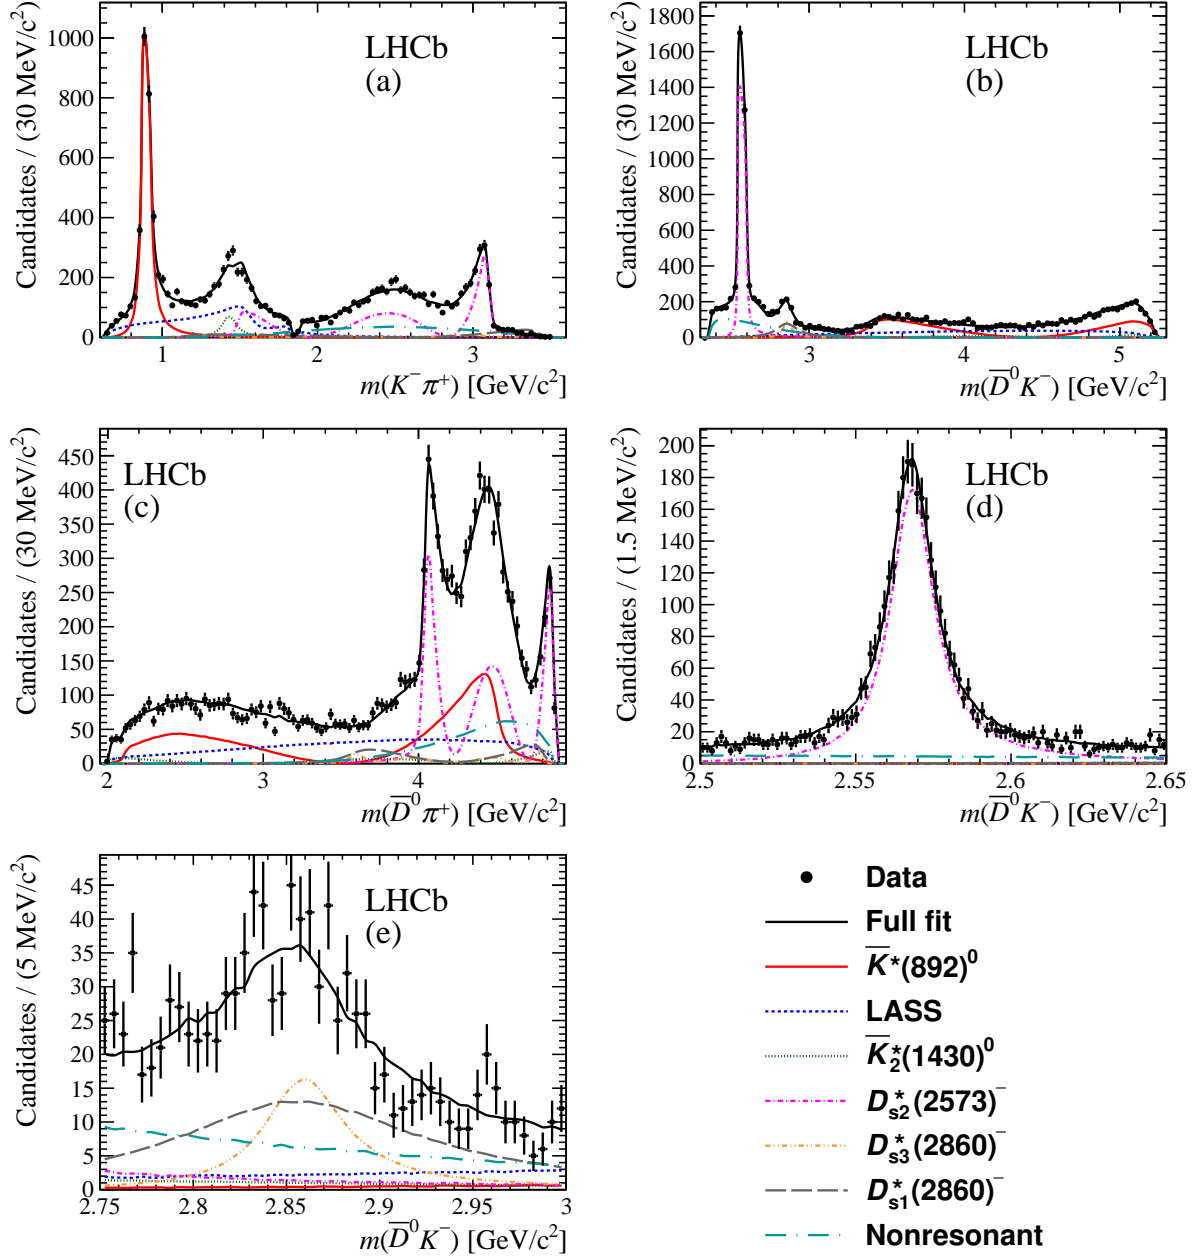 Candidates / (30 MeV/c²)
1000
800
600
400
200
0
LHCb
(a)
1 2 3
m(K⁻π⁺) [GeV/c²]
Candidates / (30 MeV/c²)
1800
1600
1400
1200
1000
800
600
400
200
0
LHCb
(b)
3 4 5
m(D̅⁰K⁻) [GeV/c²]
Candidates / (30 MeV/c²)
450
400
350
300
250
200
150
100
50
0
LHCb
(c)
2 3 4
m(D̅⁰π⁺) [GeV/c²]
Candidates / (1.5 MeV/c²)
200
180
160
140
120
100
80
60
40
20
0
LHCb
(d)
2.5 2.55 2.6 2.65
m(D̅⁰K⁻) [GeV/c²]
Candidates / (5 MeV/c²)
45
40
35
30
25
20
15
10
5
0
LHCb
(e)
2.75 2.8 2.85 2.9 2.95 3
m(D̅⁰K⁻) [GeV/c²]
Data
Full fit
K̅*(892)⁰
LASS
K̅₂*(1430)⁰
D*ₛ₂(2573)⁻
D*ₛ₃(2860)⁻
D*ₛ₁(2860)⁻
Nonresonant